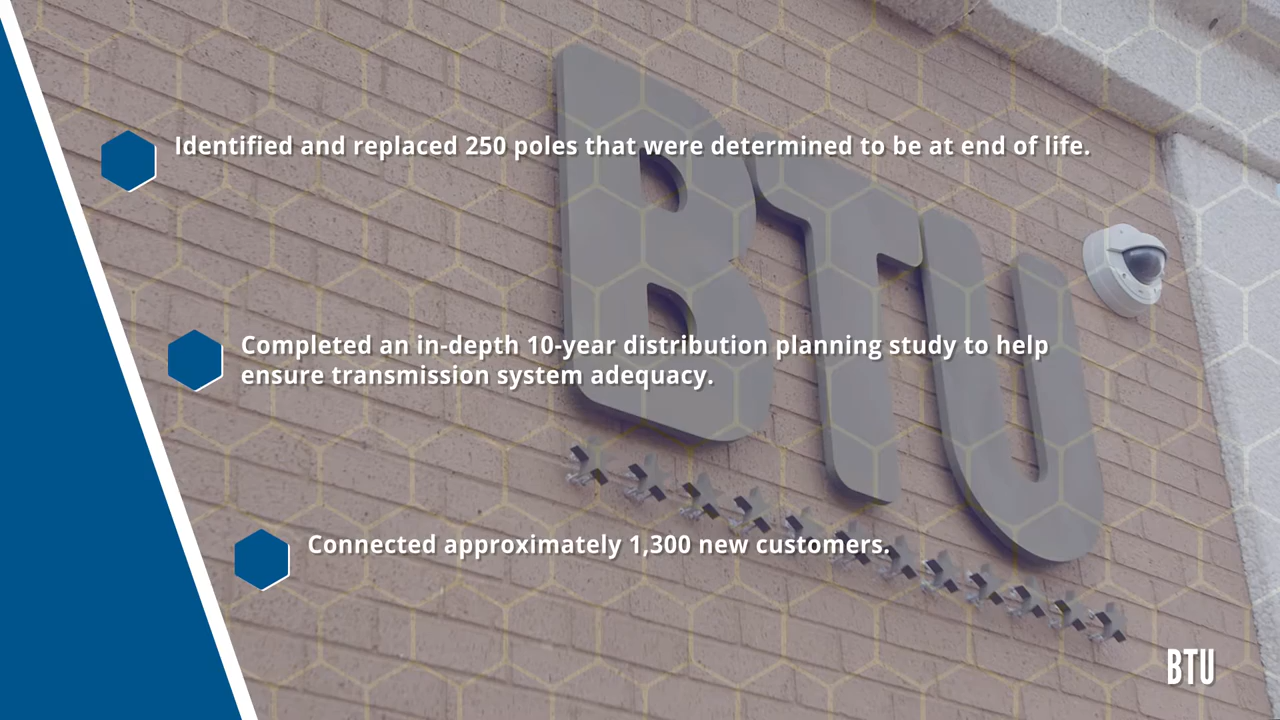 Identified and replaced 250 poles that were determined to be at end of life.
BTU
Completed an in-depth 10-year distribution planning study to help
ensure transmission system adequacy.
Connected approximately 1,300 new customers.
BTU